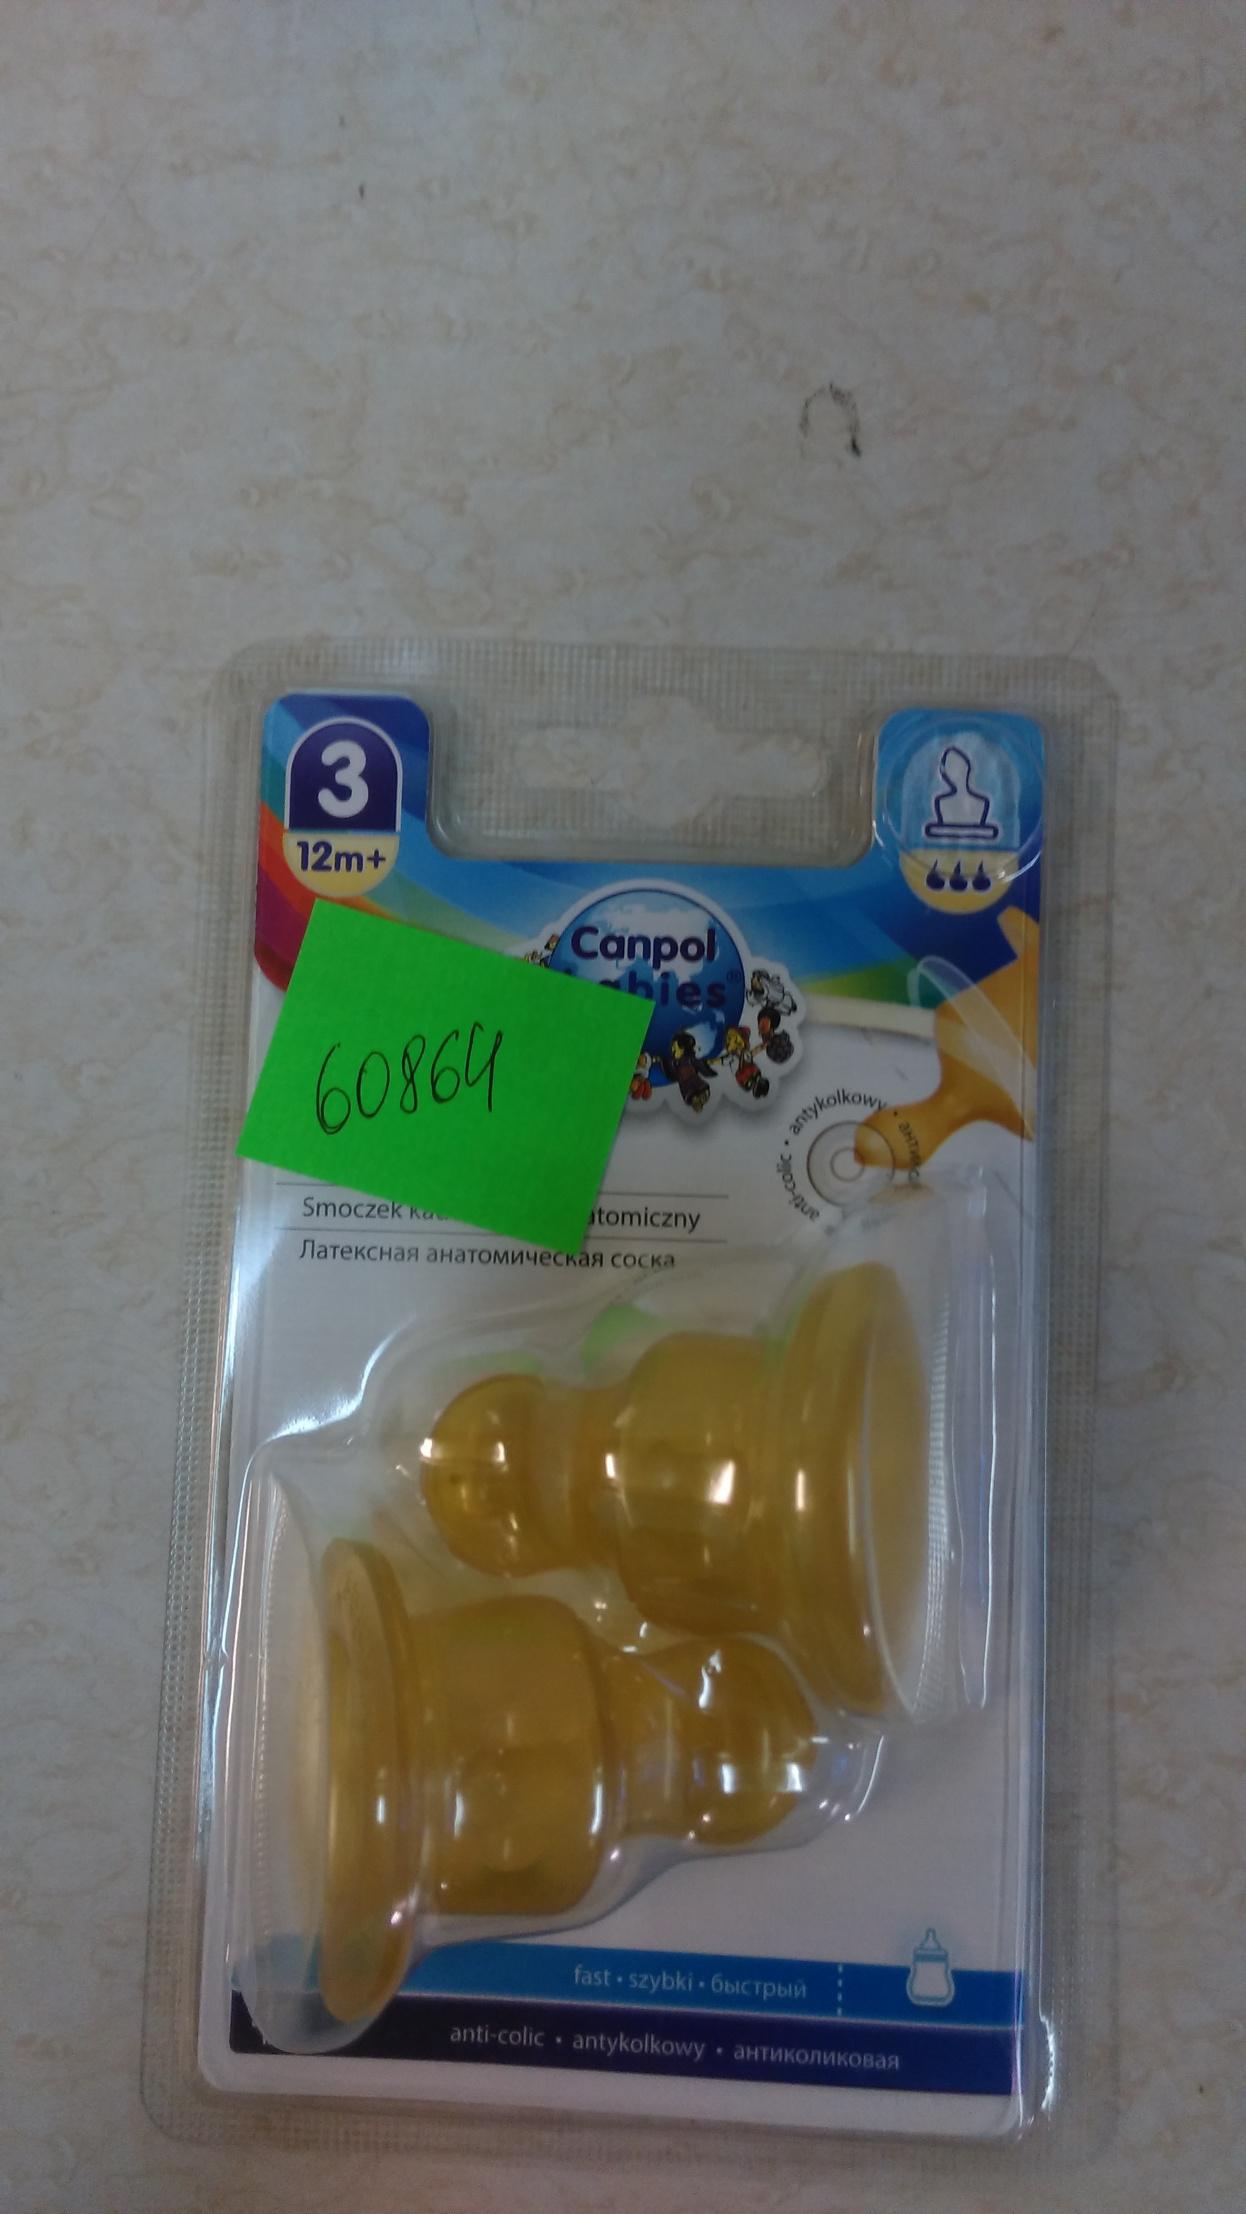 3
12m+
Canpol
babies®
60864
anti-colic • antykolkowy •
Smoczek atomiczny
Латексная анатомическая соска
fast • szybki • быстрый
anti-colic • antykolkowy • антиколиковая